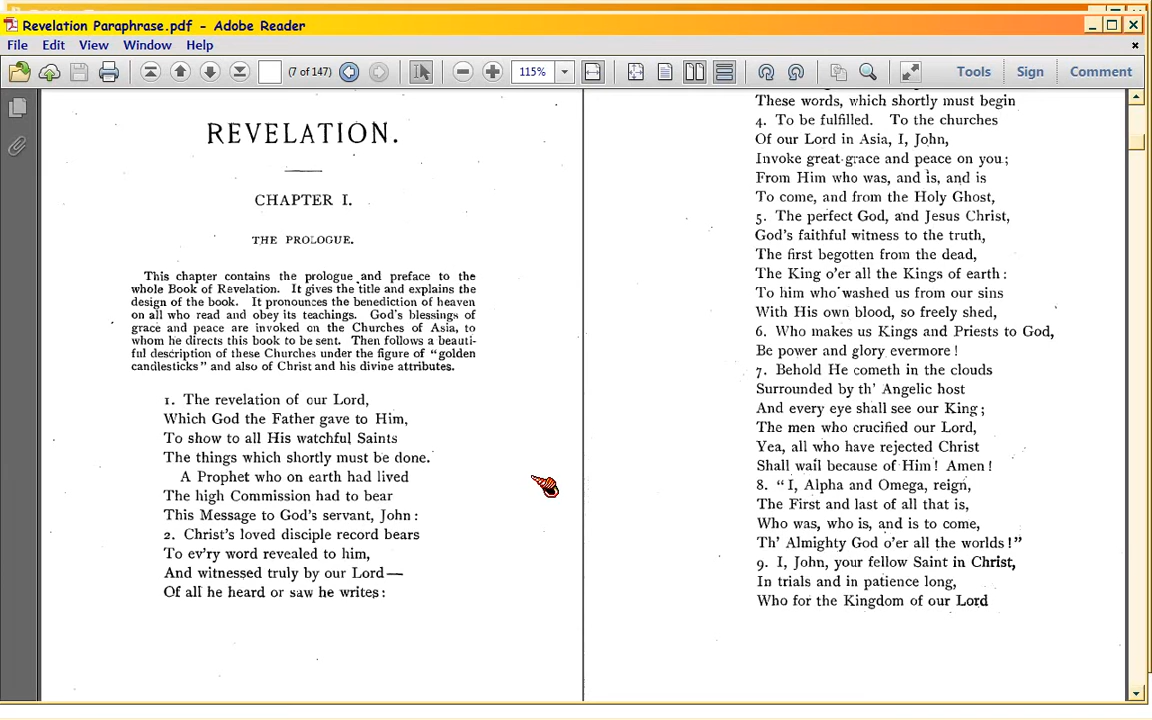 Revelation Paraphrase.pdf - Adobe Reader
File Edit View Window Help
(7 of 147) 115% Tools Sign Comment
REVELATION.
CHAPTER I.
THE PROLOGUE.
This chapter contains the prologue and preface to the
whole Book of Revelation. It gives the title and explains the
design of the book. It pronounces the benediction of heaven
on all who read and obey its teachings. God's blessings of
grace and peace are invoked on the Churches of Asia, to
whom he directs this book to be sent. Then follows a beauti-
ful description of these Churches under the figure of "golden
candlesticks" and also of Christ and his divine attributes.
1. The revelation of our Lord,
Which God the Father gave to Him,
To show to all His watchful Saints
The things which shortly must be done.
A Prophet who on earth had lived
The high Commission had to bear
This Message to God's servant, John:
2. Christ's loved disciple record bears
To ev'ry word revealed to him,
And witnessed truly by our Lord—
Of all he heard or saw he writes:
These words, which shortly must begin
4. To be fulfilled. To the churches
Of our Lord in Asia, I, John,
Invoke great grace and peace on you;
From Him who was, and is, and is
To come, and from the Holy Ghost,
5. The perfect God, and Jesus Christ,
God's faithful witness to the truth,
The first begotten from the dead,
The King o'er all the Kings of earth:
To him who washed us from our sins
With His own blood, so freely shed,
6. Who makes us Kings and Priests to God,
Be power and glory evermore!
7. Behold He cometh in the clouds
Surrounded by th' Angelic host
And every eye shall see our King;
The men who crucified our Lord,
Yea, all who have rejected Christ
Shall wail because of Him! Amen!
8. "I, Alpha and Omega, reign,
The First and last of all that is,
Who was, who is, and is to come,
Th' Almighty God o'er all the worlds!"
9. I, John, your fellow Saint in Christ,
In trials and in patience long,
Who for the Kingdom of our Lord